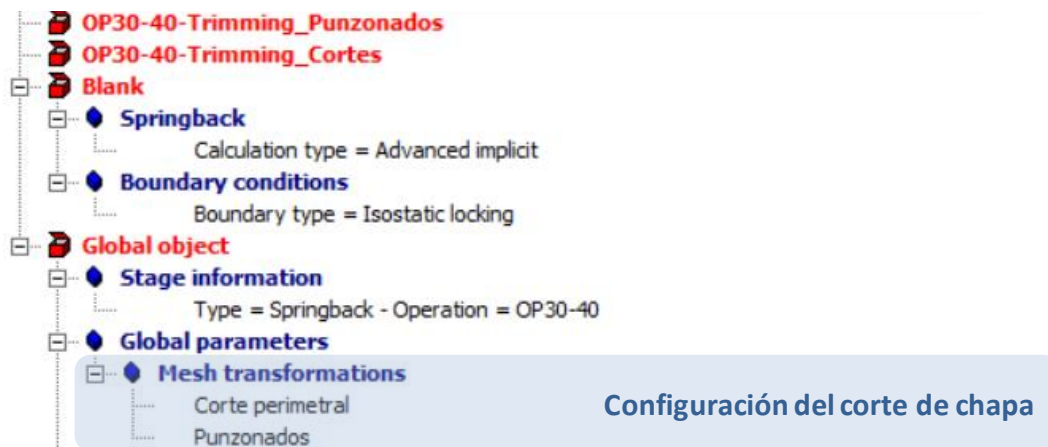 OP30-40-Trimming_Punzonados
OP30-40-Trimming_Cortes
Blank
Springback
Calculation type = Advanced implicit
Boundary conditions
Boundary type = Isostatic locking
Global object
Stage information
Type = Springback - Operation = OP30-40
Global parameters
Mesh transformations
Corte perimetral
Configuración del corte de chapa
Punzonados